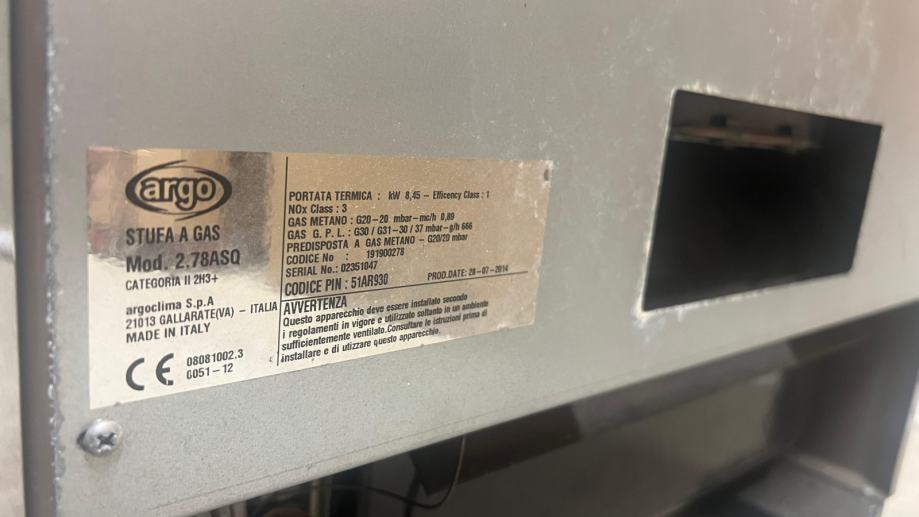 argo
STUFA A GAS
Mod. 2.78ASQ
CATEGORIA II 2H3+
argoclima S.p.A
21013 GALLARATE(VA) – ITALIA
MADE IN ITALY
CE 08081002.3
0051–12
PORTATA TERMICA : kW 8,45 – Efficency Class : 1
NOx Class : 3
GAS METANO : G20–20 mbar–mc/h 0,89
GAS G. P. L. : G30 / G31–30 / 37 mbar–g/h 666
PREDISPOSTA A GAS METANO – G20/20 mbar
CODICE No : 191900278
SERIAL No.: 02351047
CODICE PIN : 51AR930 PROD.DATE: 28–07–2014
AVVERTENZA
Questo apparecchio deve essere installato secondo
i regolamenti in vigore e utilizzato soltanto in un ambiente
sufficientemente ventilato.Consultare le istruzioni prima di
installare e di utizzare questo apparecchio.